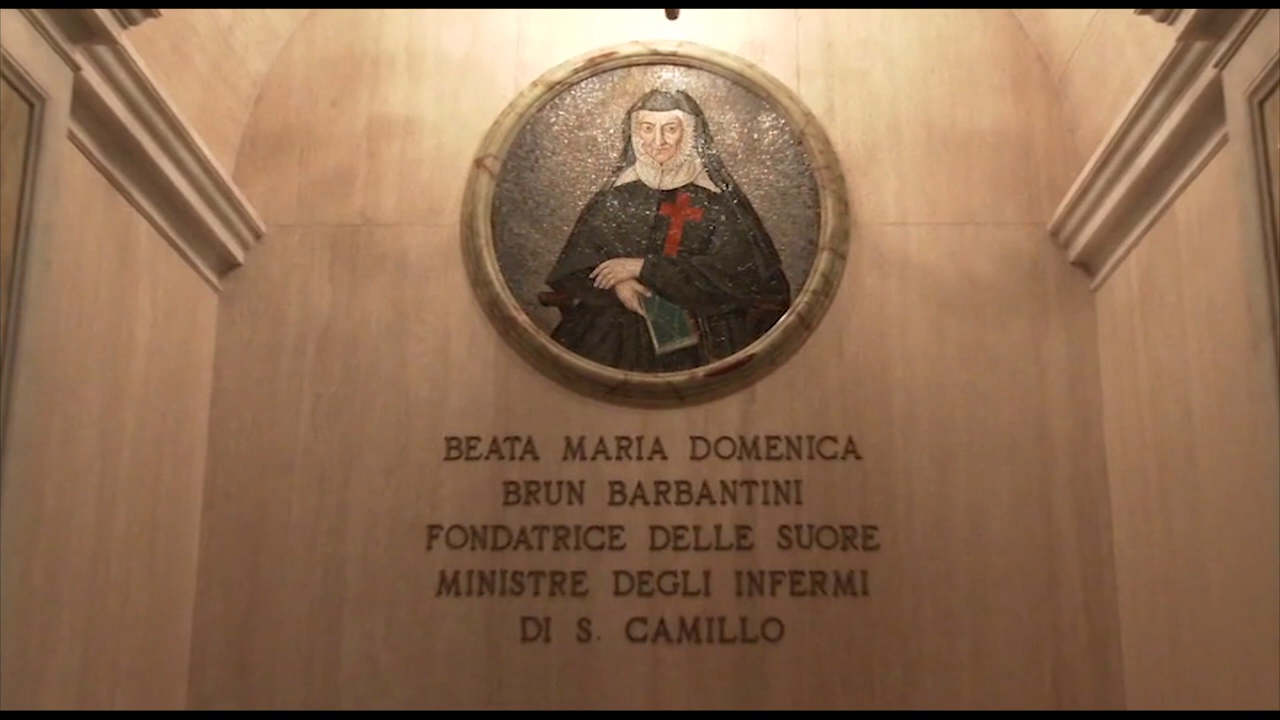 BEATA MARIA DOMENICA
BRUN BARBANTINI
FONDATRICE DELLE SUORE
MINISTRE DEGLI INFERMI
DI S. CAMILLO